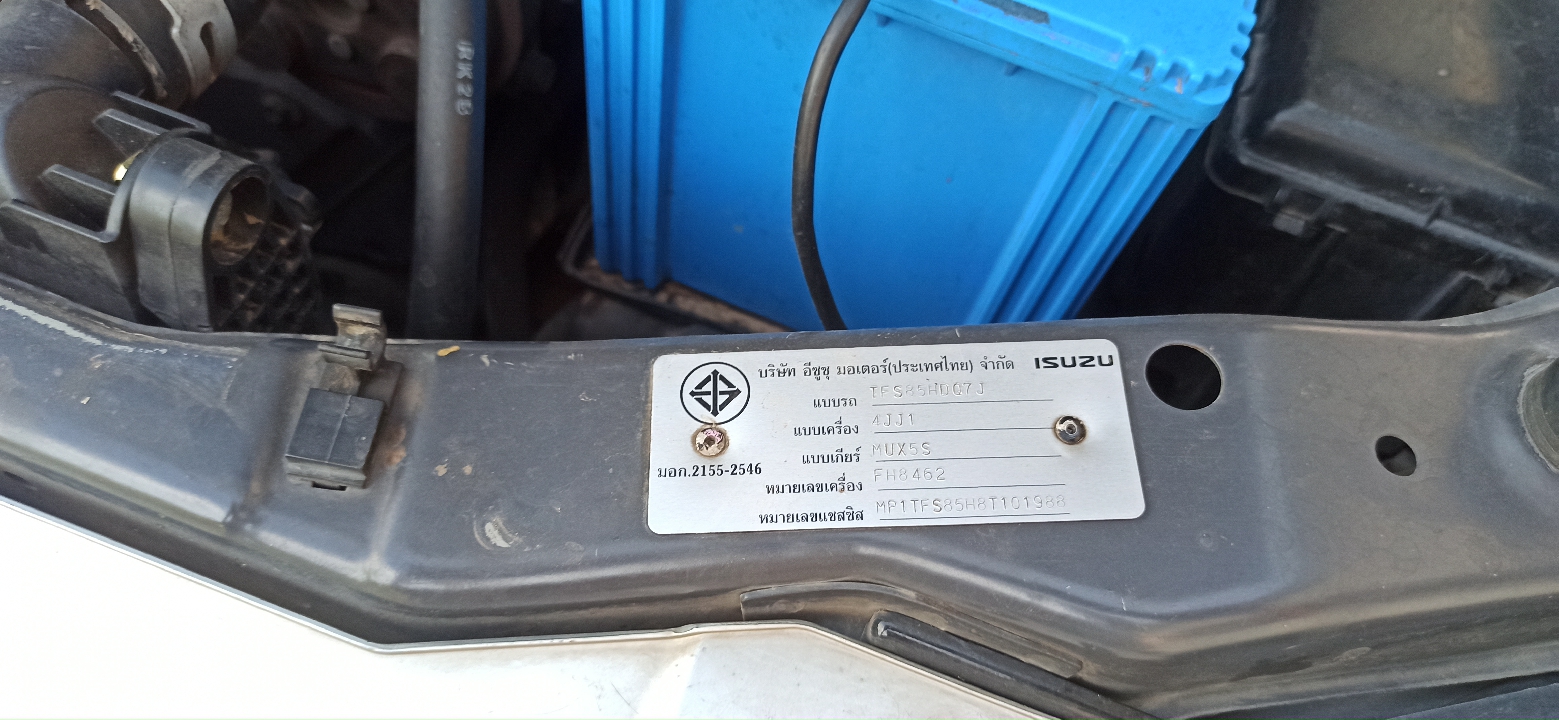 RK26
บริษัท อีซูซุ มอเตอร์(ประเทศไทย) จำกัด ISUZU
แบบรถ TFS85HDQ7J
แบบเครื่อง 4JJ1
แบบเกียร์ MUX5S
มอก.2155-2546
หมายเลขเครื่อง FH8462
หมายเลขแชสซิส MP1TFS85H8T101988